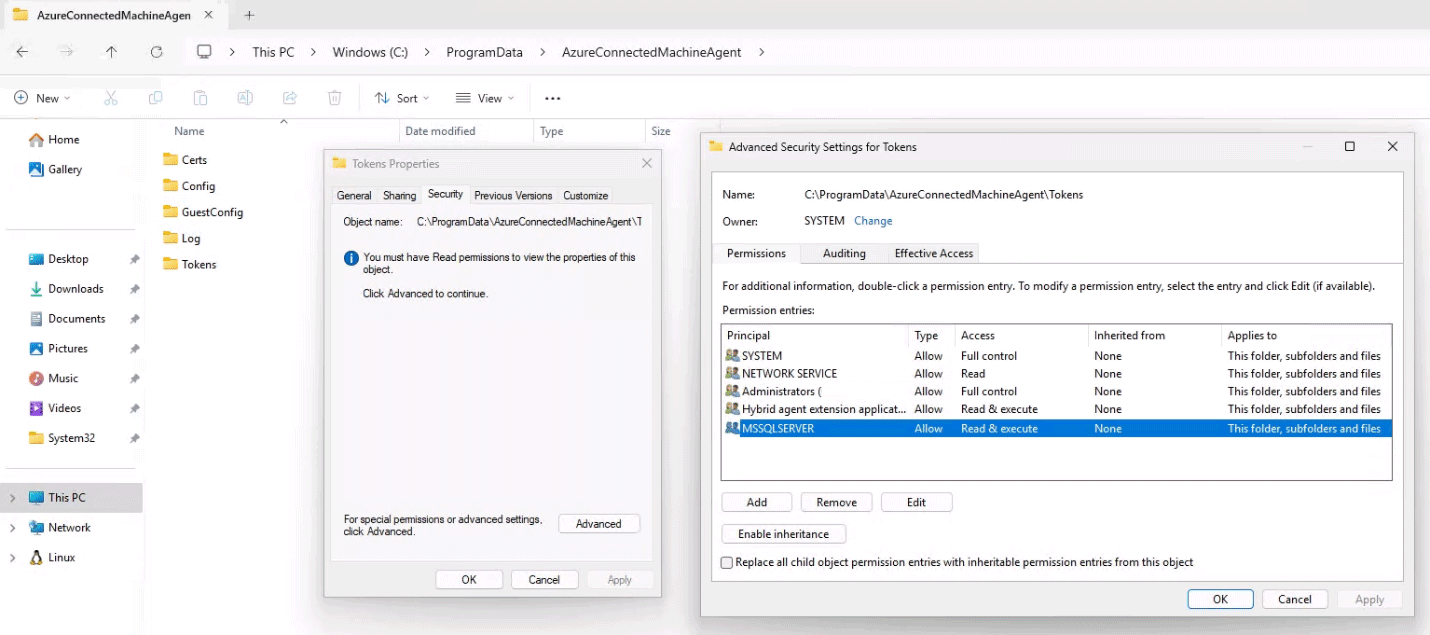 AzureConnectedMachineAgen
This PC > Windows (C:) > ProgramData > AzureConnectedMachineAgent >
New
Sort
View
Home
Gallery
Desktop
Downloads
Documents
Pictures
Music
Videos
System32
This PC
Network
Linux
Name Date modified Type Size
Certs
Config
GuestConfig
Log
Tokens
Tokens Properties
General Sharing Security Previous Versions Customize
Object name: C:\ProgramData\AzureConnectedMachineAgent\T
You must have Read permissions to view the properties of this
object.
Click Advanced to continue.
For special permissions or advanced settings,
click Advanced.
Advanced
OK Cancel Apply
Advanced Security Settings for Tokens
Name: C:\ProgramData\AzureConnectedMachineAgent\Tokens
Owner: SYSTEM Change
Permissions Auditing Effective Access
For additional information, double-click a permission entry. To modify a permission entry, select the entry and click Edit (if available).
Permission entries:
Principal Type Access Inherited from Applies to
SYSTEM Allow Full control None This folder, subfolders and files
NETWORK SERVICE Allow Read None This folder, subfolders and files
Administrators ( Allow Full control None This folder, subfolders and files
Hybrid agent extension applicat... Allow Read & execute None This folder, subfolders and files
MSSQLSERVER Allow Read & execute None This folder, subfolders and files
Add Remove Edit
Enable inheritance
Replace all child object permission entries with inheritable permission entries from this object
OK Cancel Apply